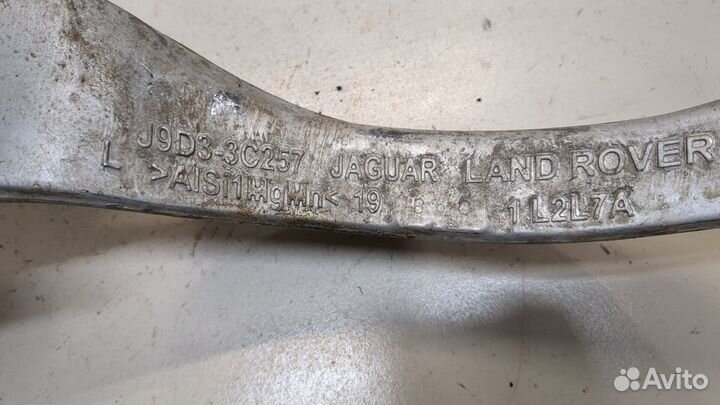 L J9D3-3C257 JAGUAR LAND ROVER
>AlSi1MgMn< 19 1L2L7A
Avito